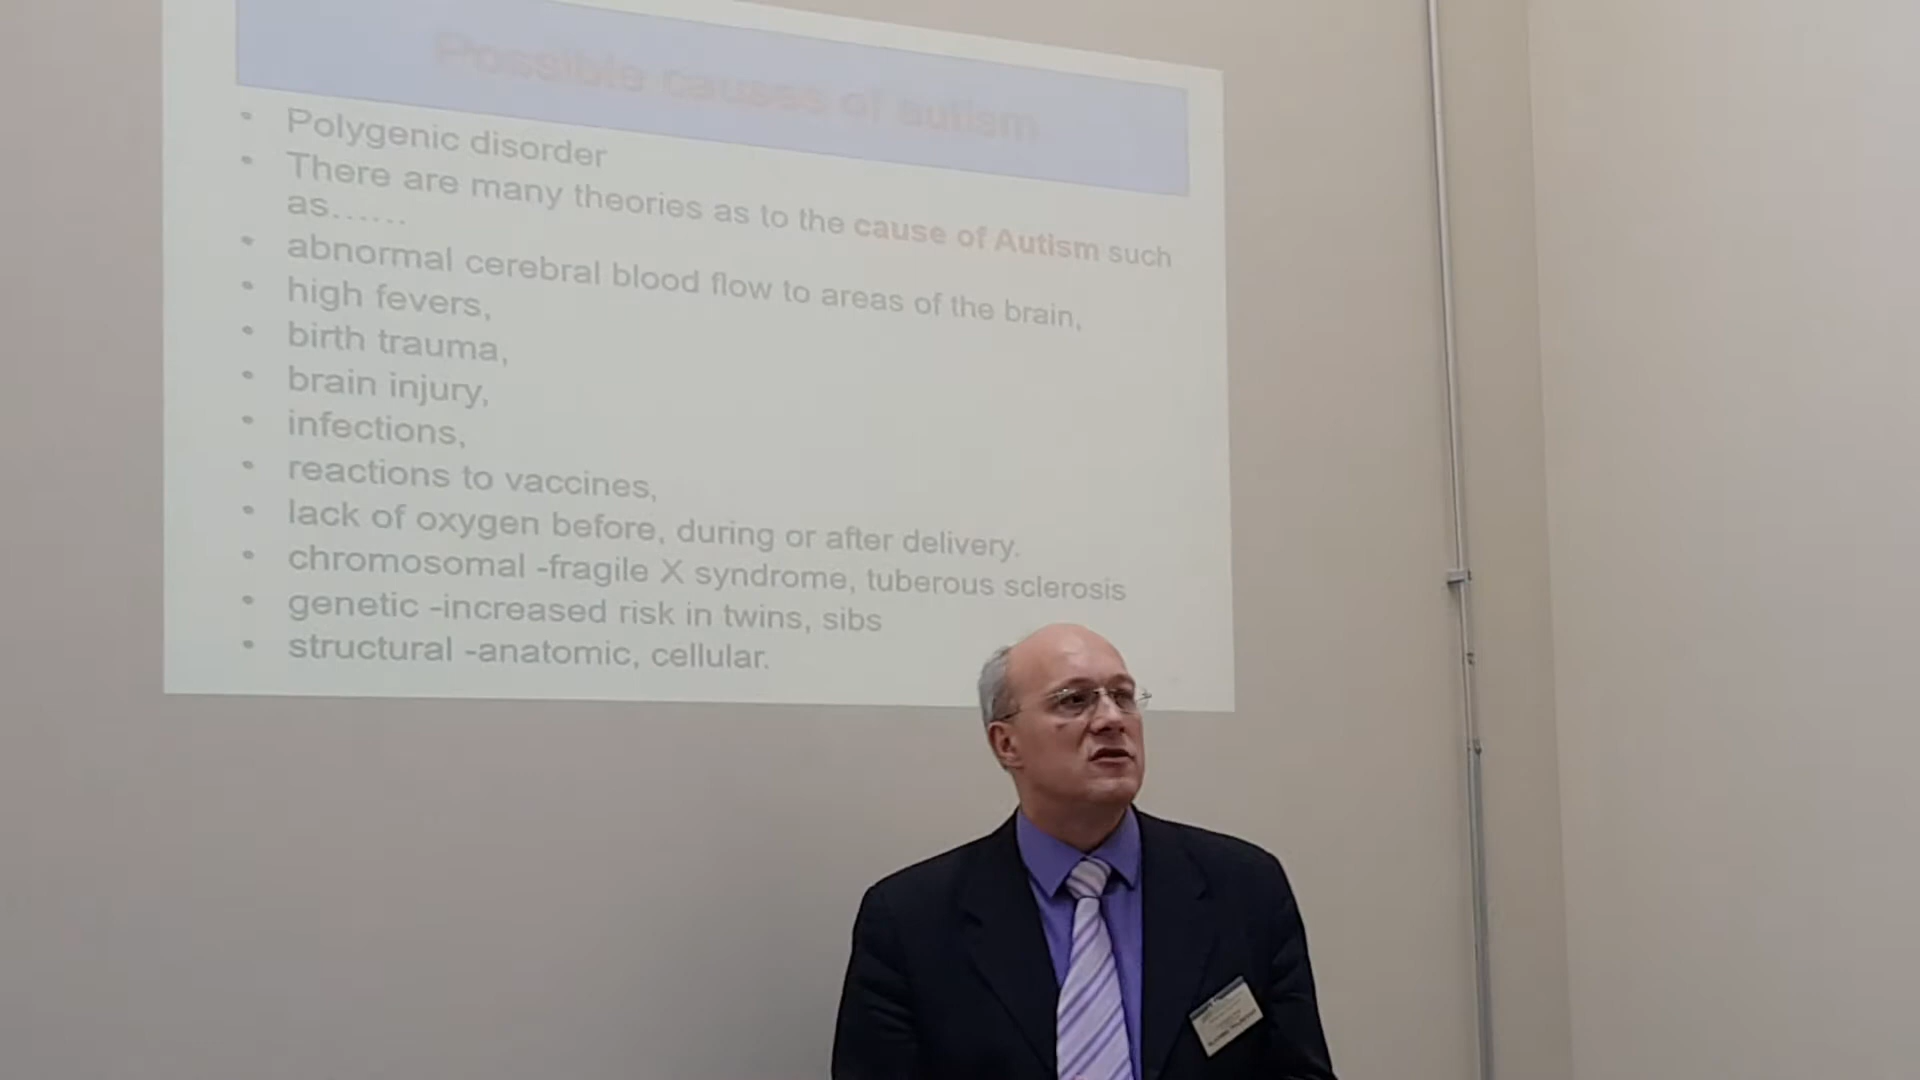 Possible causes of autism
• Polygenic disorder
• There are many theories as to the cause of Autism such
as……
• abnormal cerebral blood flow to areas of the brain,
• high fevers,
• birth trauma,
• brain injury,
• infections,
• reactions to vaccines,
• lack of oxygen before, during or after delivery.
• chromosomal -fragile X syndrome, tuberous sclerosis
• genetic -increased risk in twins, sibs
• structural -anatomic, cellular.